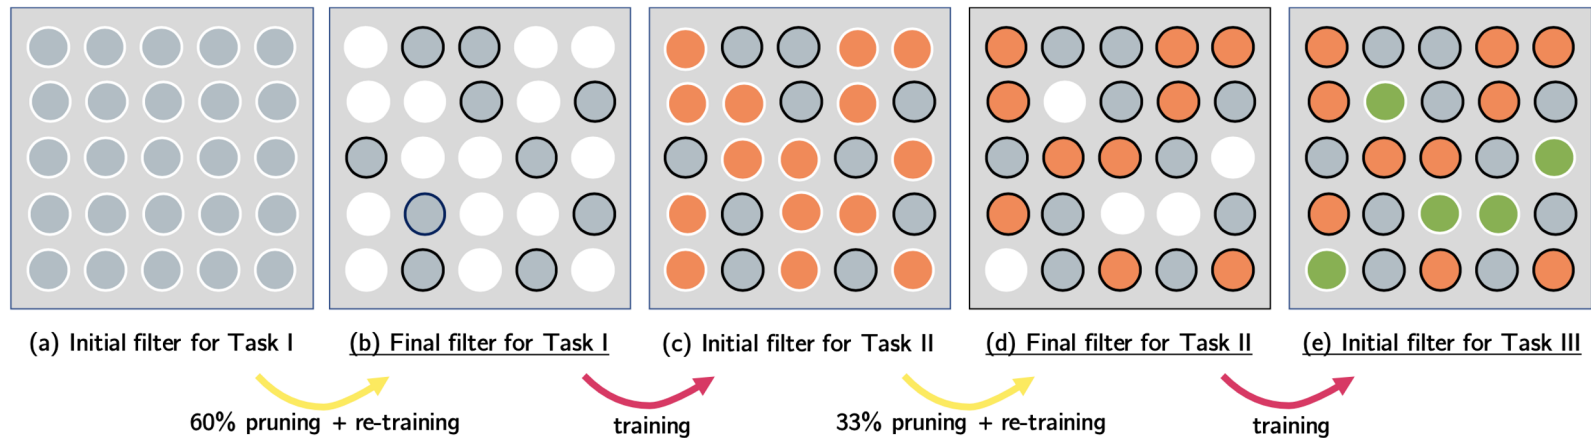 (a) Initial filter for Task I
(b) Final filter for Task I
(c) Initial filter for Task II
(d) Final filter for Task II
(e) Initial filter for Task III
60% pruning + re-training
training
33% pruning + re-training
training